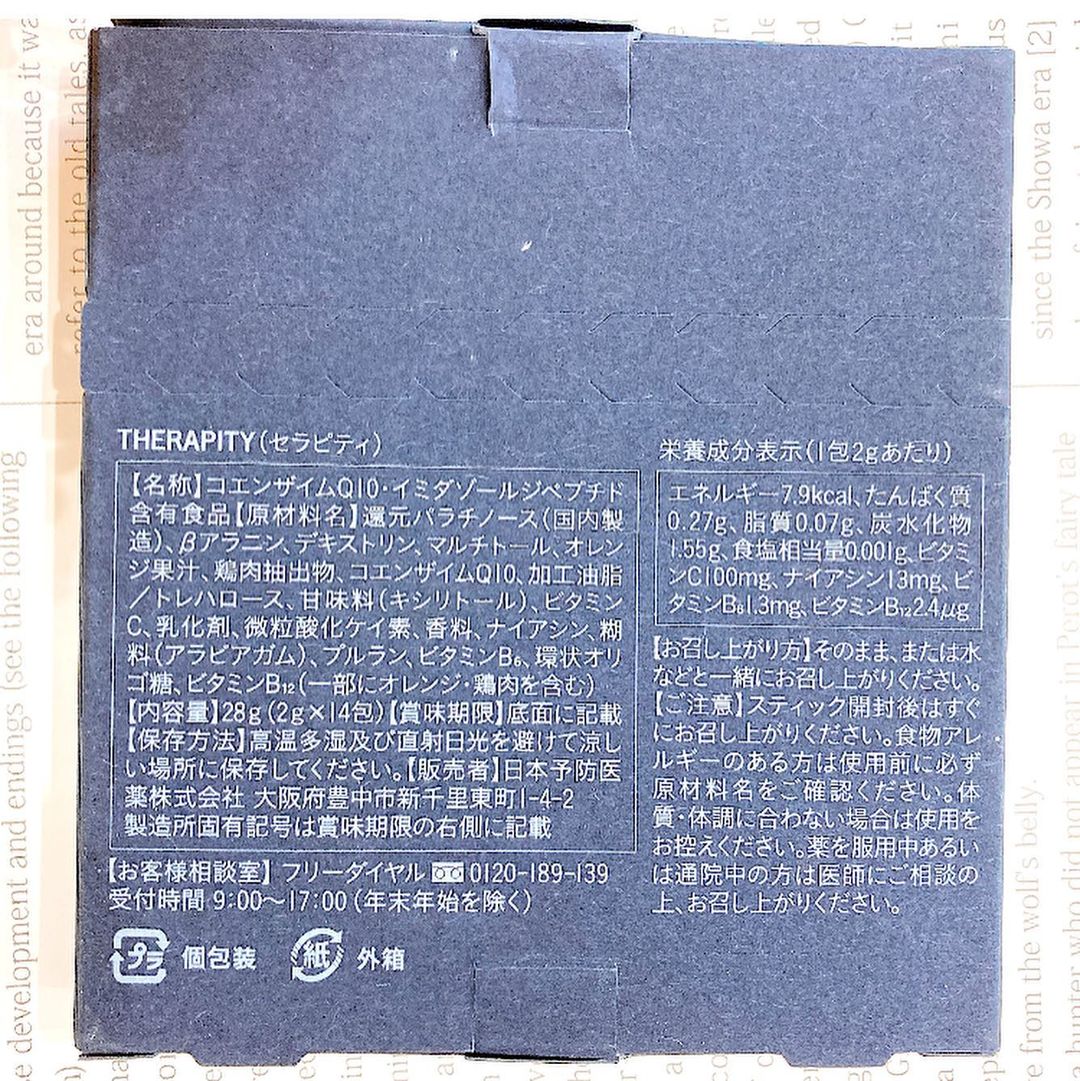 THERAPITY(セラピティ)
【名称】コエンザイムQ10・イミダゾールジペプチド
含有食品【原材料名】還元パラチノース(国内製
造)、βアラニン、デキストリン、マルチトール、オレン
ジ果汁、鶏肉抽出物、コエンザイムQ10、加工油脂
/トレハロース、甘味料(キシリトール)、ビタミン
C、乳化剤、微粒酸化ケイ素、香料、ナイアシン、糊
料(アラビアガム)、プルラン、ビタミンB₆、環状オリ
ゴ糖、ビタミンB₁₂(一部にオレンジ・鶏肉を含む)
【内容量】28g(2g×14包)【賞味期限】底面に記載
【保存方法】高温多湿及び直射日光を避けて涼し
い場所に保存してください。【販売者】日本予防医
薬株式会社 大阪府豊中市新千里東町1-4-2
製造所固有記号は賞味期限の右側に記載
【お客様相談室】フリーダイヤル 0120-189-139
受付時間 9:00〜17:00(年末年始を除く)
プラ 個包装 紙 外箱
栄養成分表示(1包2gあたり)
エネルギー7.9kcal、たんぱく質
0.27g、脂質0.07g、炭水化物
1.55g、食塩相当量0.001g、ビタミ
ンC100mg、ナイアシン13mg、ビ
タミンB₆1.3mg、ビタミンB₁₂2.4μg
【お召し上がり方】そのまま、または水
などと一緒にお召し上がりください。
【ご注意】スティック開封後はすぐ
にお召し上がりください。食物アレ
ルギーのある方は使用前に必ず
原材料名をご確認ください。体
質・体調に合わない場合は使用を
お控えください。薬を服用中あるい
は通院中の方は医師にご相談の
上、お召し上がりください。
era around because it wa
refer to the old tales, as
e development and endings (see the following
since the Showa era [2]
not appear in Perot's fairy tale
e from the wolf's belly.
a hunter who did